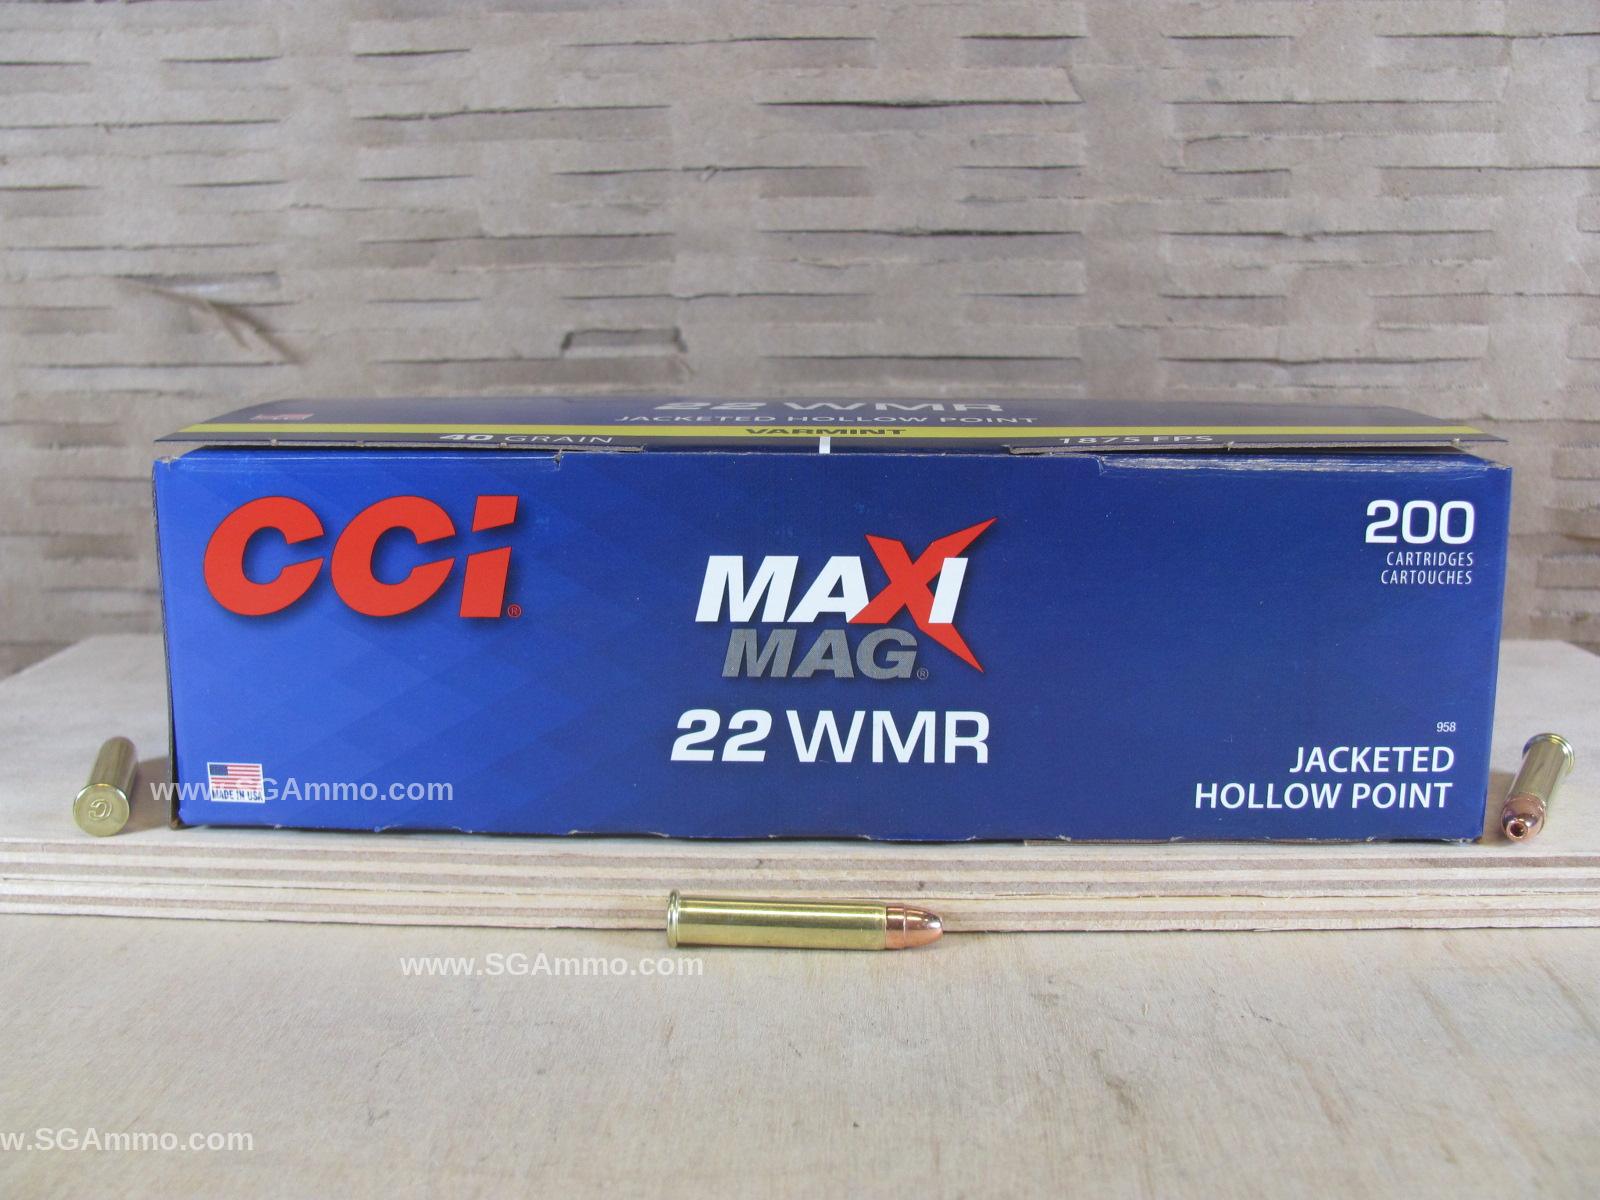 22 WMR
JACKETED HOLLOW POINT
VARMINT
40 GRAIN
1875 FPS
CCI®
MAXI
MAG®
22 WMR
200
CARTRIDGES
CARTOUCHES
958
JACKETED
HOLLOW POINT
MADE IN USA
C
www.SGAmmo.com
www.SGAmmo.com
w.SGAmmo.com